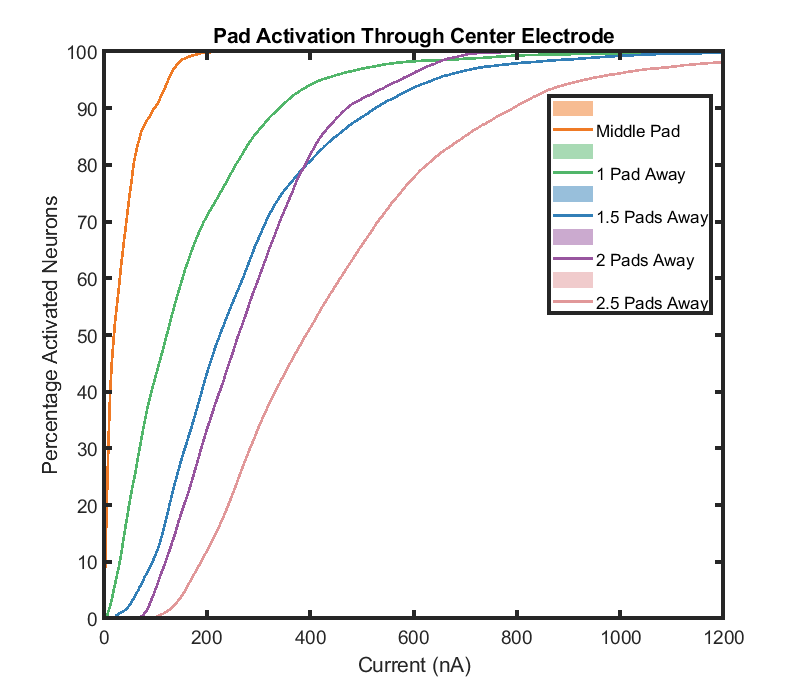 Pad Activation Through Center Electrode
100
90
80
70
60
50
40
30
20
10
0
Percentage Activated Neurons
Middle Pad
1 Pad Away
1.5 Pads Away
2 Pads Away
2.5 Pads Away
0 200 400 600 800 1000 1200
Current (nA)